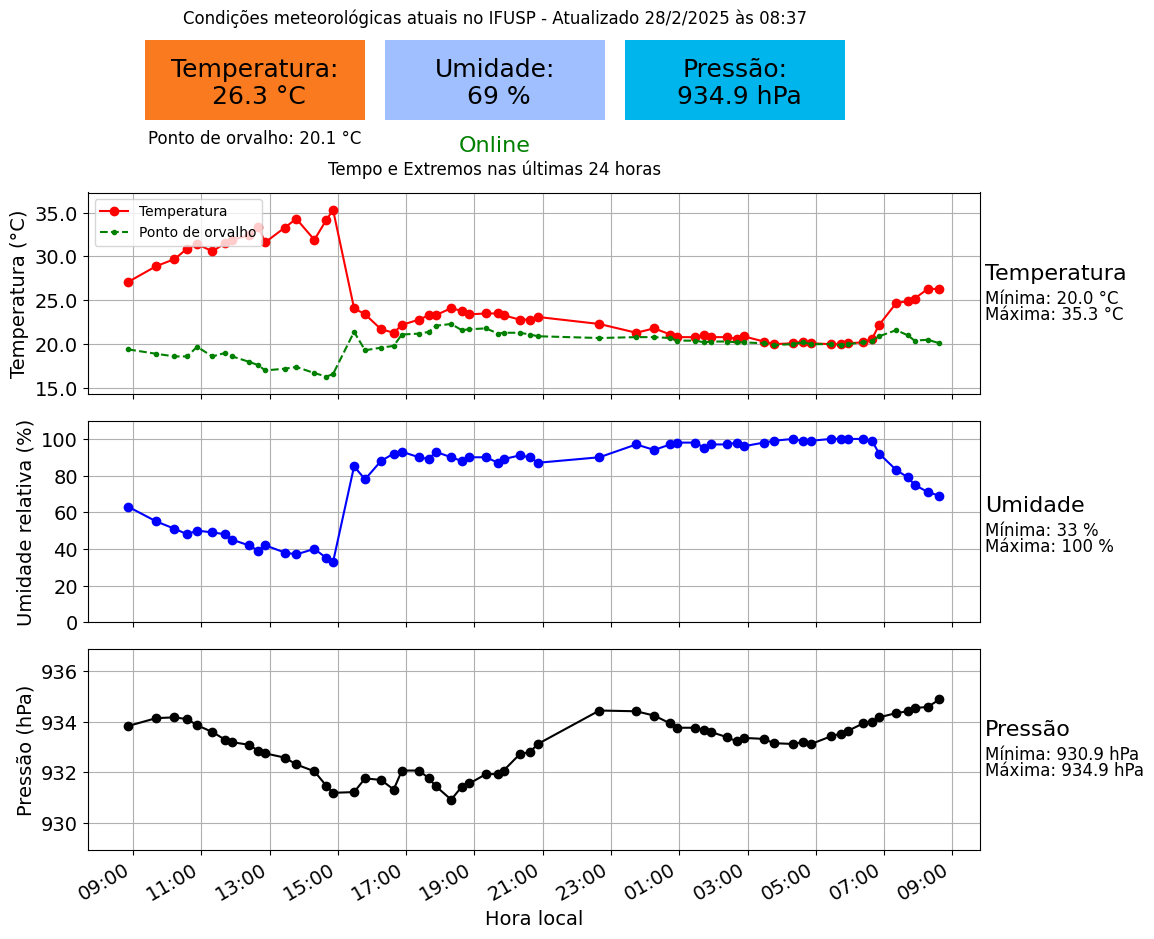 Condições meteorológicas atuais no IFUSP - Atualizado 28/2/2025 às 08:37
Temperatura:
26.3 °C
Umidade:
69 %
Pressão:
934.9 hPa
Ponto de orvalho: 20.1 °C
Online
Tempo e Extremos nas últimas 24 horas
Temperatura (°C)
35.0
30.0
25.0
20.0
15.0
Temperatura
Ponto de orvalho
Temperatura
Mínima: 20.0 °C
Máxima: 35.3 °C
Umidade relativa (%)
100
80
60
40
20
0
Umidade
Mínima: 33 %
Máxima: 100 %
Pressão (hPa)
936
934
932
930
Pressão
Mínima: 930.9 hPa
Máxima: 934.9 hPa
09:00 11:00 13:00 15:00 17:00 19:00 21:00 23:00 01:00 03:00 05:00 07:00 09:00
Hora local